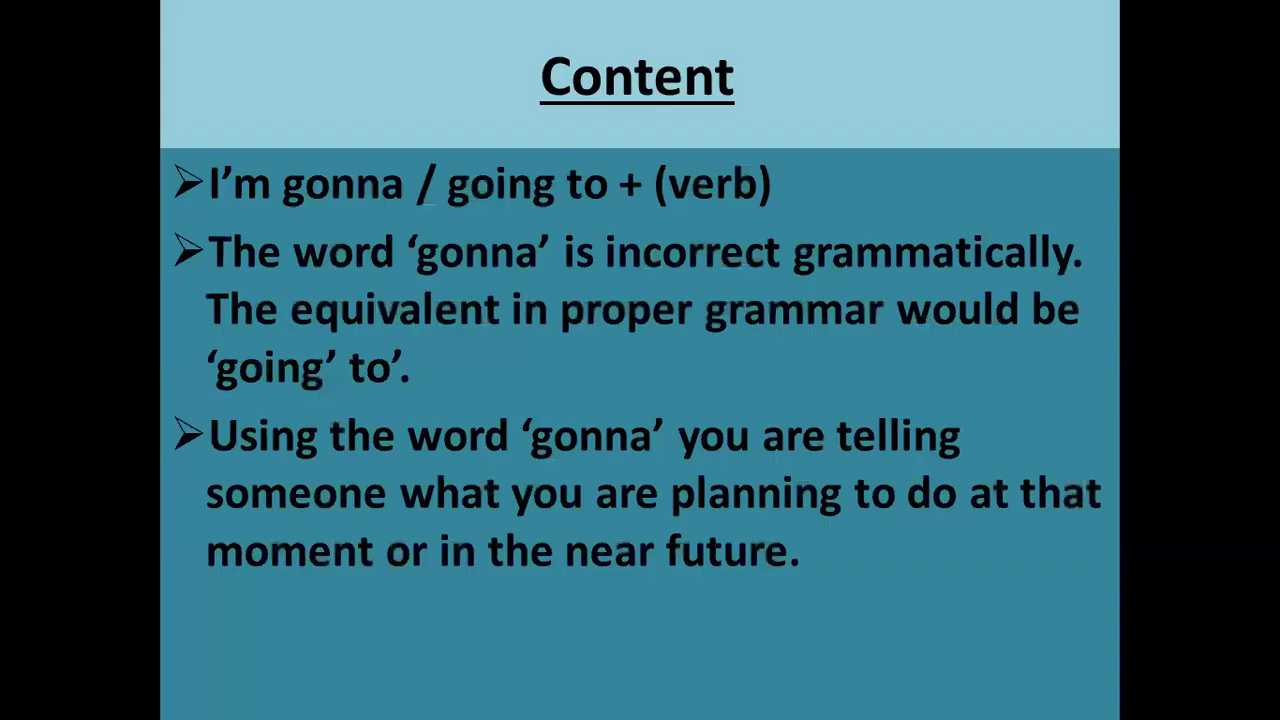 Content
➢I’m gonna / going to + (verb)
➢The word ‘gonna’ is incorrect grammatically.
The equivalent in proper grammar would be
‘going’ to’.
➢Using the word ‘gonna’ you are telling
someone what you are planning to do at that
moment or in the near future.